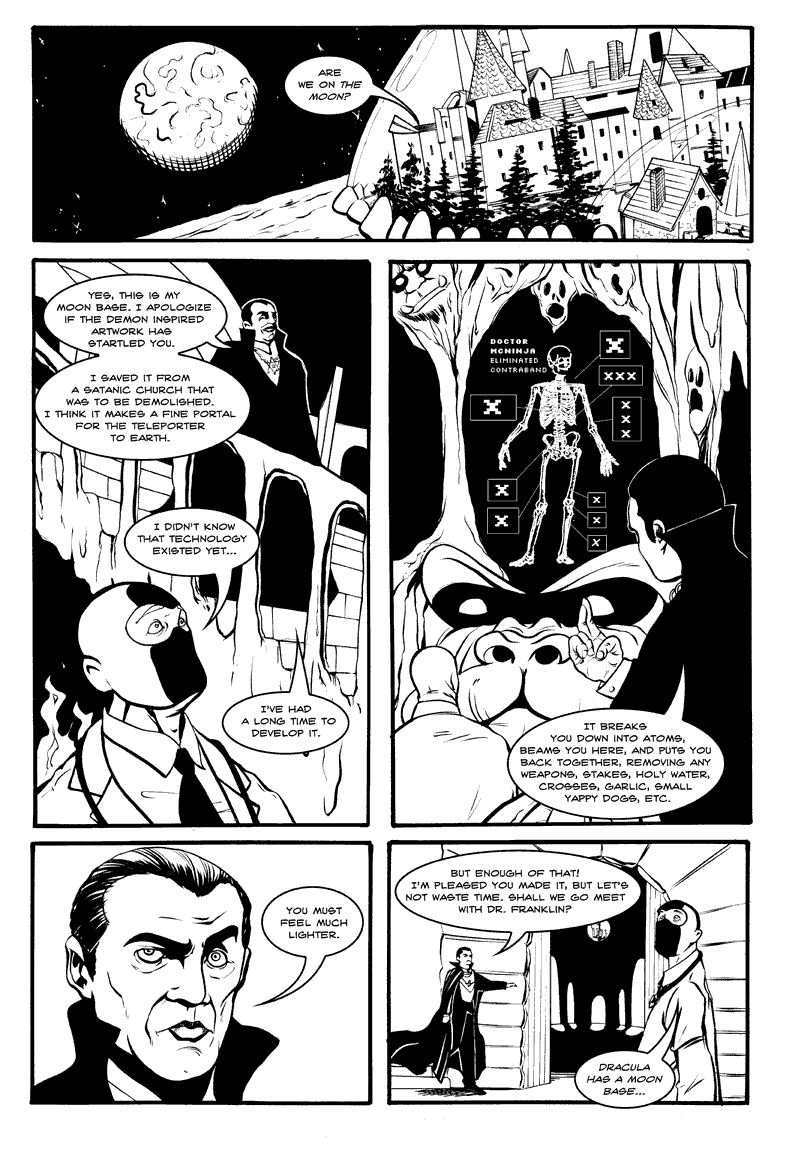 ARE
WE ON THE
MOON?
YES, THIS IS MY
MOON BASE. I APOLOGIZE
IF THE DEMON INSPIRED
ARTWORK HAS
STARTLED YOU.
I SAVED IT FROM
A SATANIC CHURCH THAT
WAS TO BE DEMOLISHED.
I THINK IT MAKES A FINE PORTAL
FOR THE TELEPORTER
TO EARTH.
I DIDN'T KNOW
THAT TECHNOLOGY
EXISTED YET...
I'VE HAD
A LONG TIME TO
DEVELOP IT.
DOCTOR
MCNINJA
ELIMINATED
CONTRABAND
X
XXX
X
X
X
X
X
X
X
X
X
IT BREAKS
YOU DOWN INTO ATOMS,
BEAMS YOU HERE, AND PUTS YOU
BACK TOGETHER, REMOVING ANY
WEAPONS, STAKES, HOLY WATER,
CROSSES, GARLIC, SMALL
YAPPY DOGS, ETC.
YOU MUST
FEEL MUCH
LIGHTER.
BUT ENOUGH OF THAT!
I'M PLEASED YOU MADE IT, BUT LET'S
NOT WASTE TIME. SHALL WE GO MEET
WITH DR. FRANKLIN?
DRACULA
HAS A MOON
BASE...